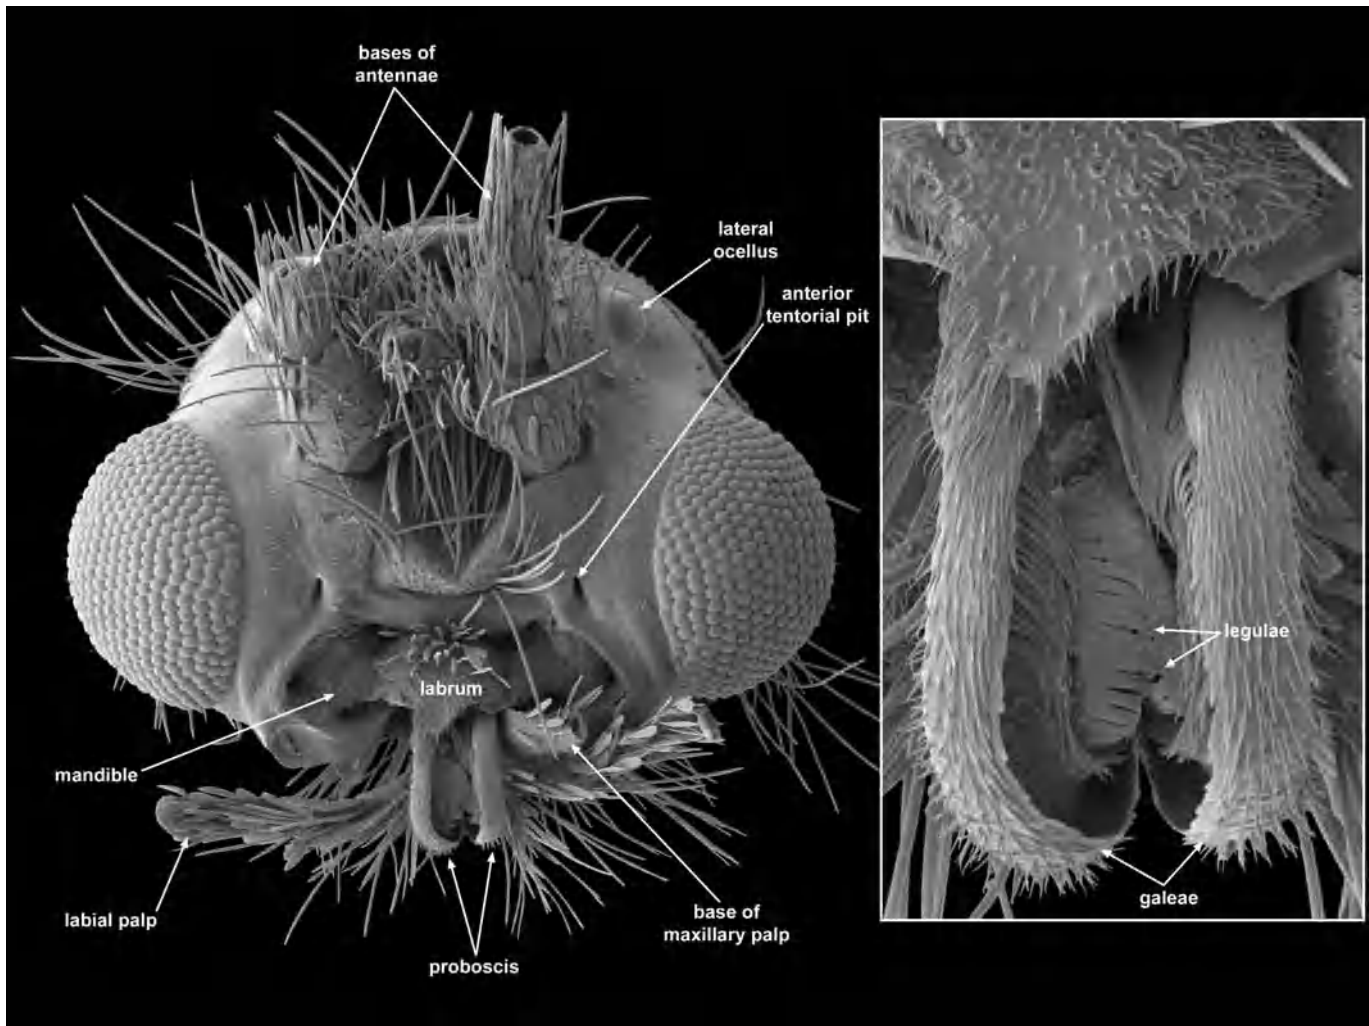 bases of
antennae
lateral
ocellus
anterior
tentorial pit
labrum
legulae
mandible
labial palp
base of
maxillary palp
galeae
proboscis